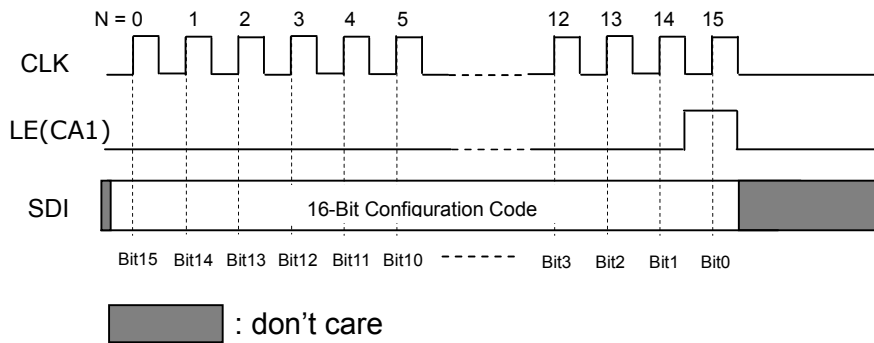 N = 0 1 2 3 4 5 12 13 14 15
CLK
LE(CA1)
SDI 16-Bit Configuration Code
Bit15 Bit14 Bit13 Bit12 Bit11 Bit10 Bit3 Bit2 Bit1 Bit0
: don't care